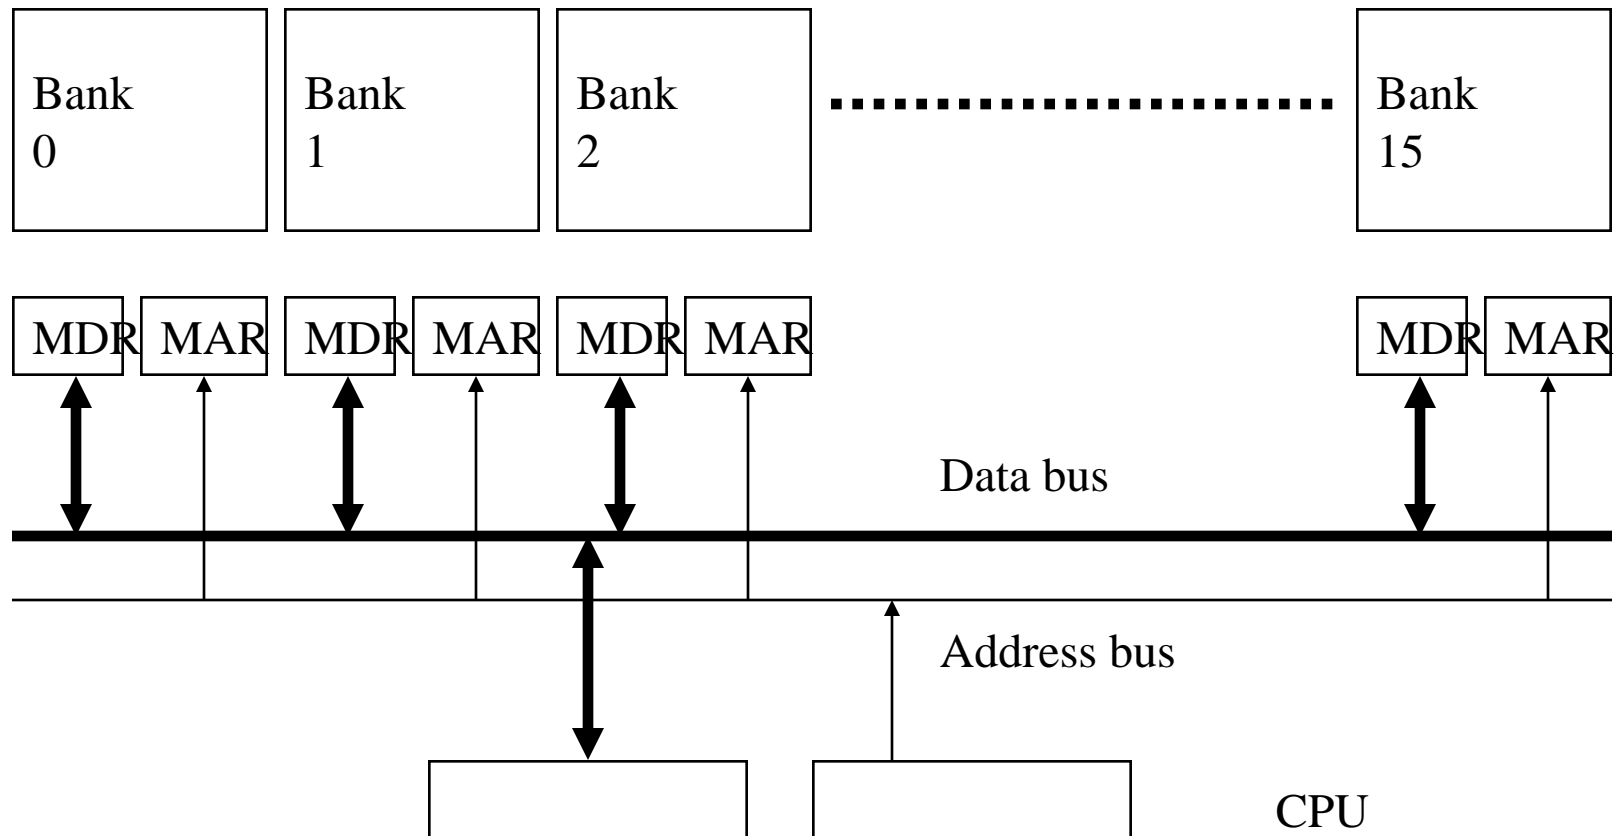 Bank
0
Bank
1
Bank
2
Bank
15
MDR MAR MDR MAR MDR MAR MDR MAR
Data bus
Address bus
CPU